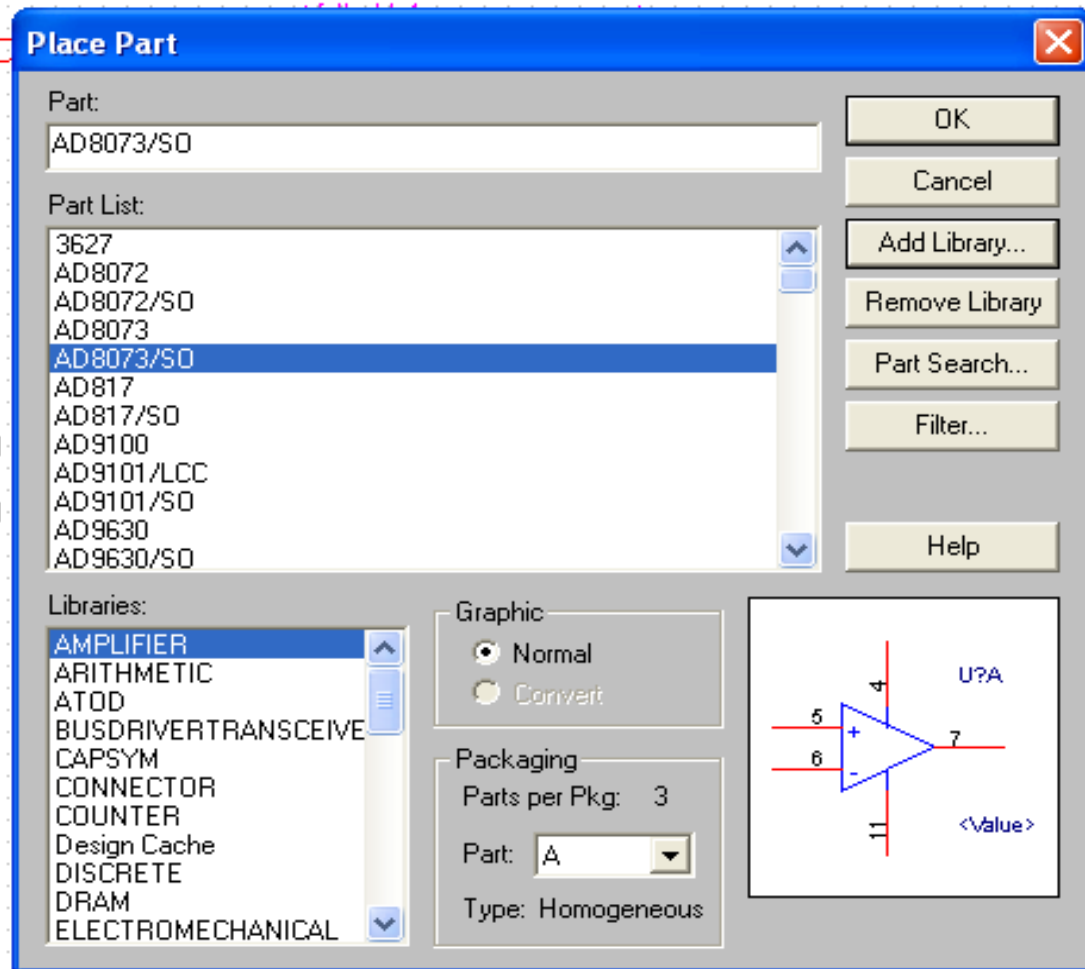 Place Part
Part:
AD8073/SO
OK
Cancel
Part List:
3627
AD8072
AD8072/SO
AD8073
AD8073/SO
AD817
AD817/SO
AD9100
AD9101/LCC
AD9101/SO
AD9630
AD9630/SO
Add Library...
Remove Library
Part Search...
Filter...
Help
Libraries:
AMPLIFIER
ARITHMETIC
ATOD
BUSDRIVERTRANSCEIVE
CAPSYM
CONNECTOR
COUNTER
Design Cache
DISCRETE
DRAM
ELECTROMECHANICAL
Graphic
Normal
Convert
Packaging
Parts per Pkg: 3
Part: A
Type: Homogeneous
4
U?A
5
+
7
6
-
11
<Value>